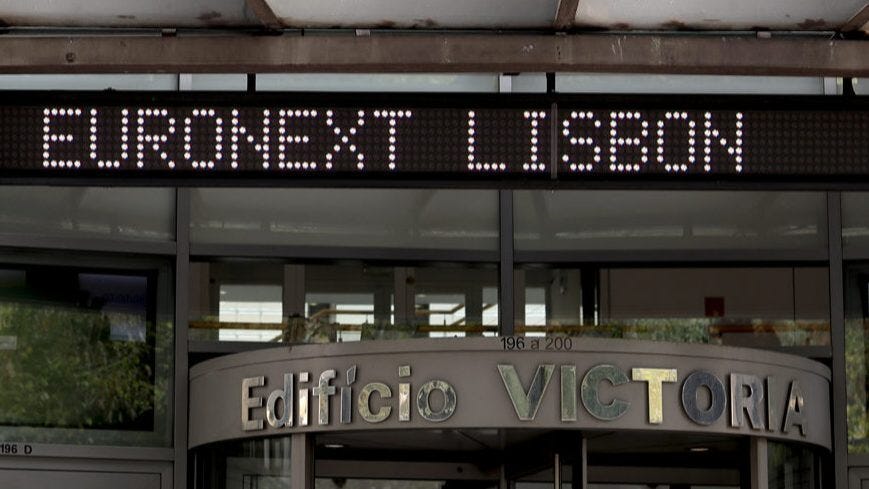 EURONEXT LISBON
196 a 200
Edifício VICTORIA
196 D